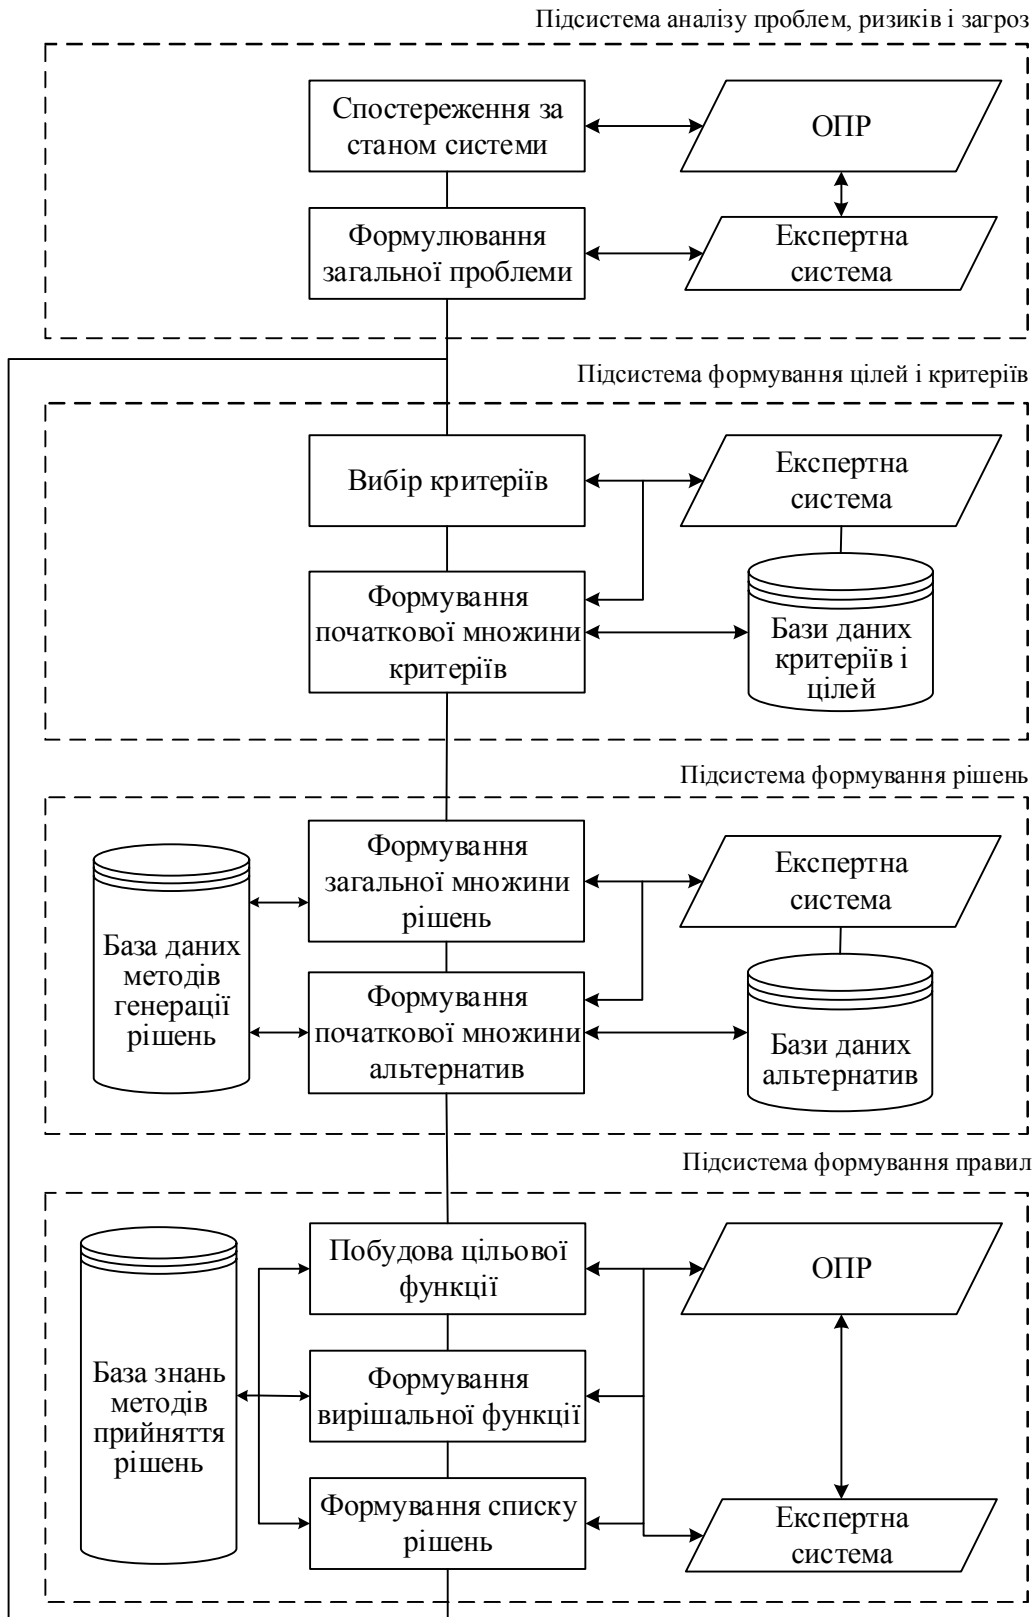 Підсистема аналізу проблем, ризиків і загроз
Спостереження за
станом системи
ОПР
Формулювання
загальної проблеми
Експертна
система
Підсистема формування цілей і критеріїв
Вибір критеріїв
Експертна
система
Формування
початкової множини
критеріїв
Бази даних
критеріїв і
цілей
Підсистема формування рішень
База даних
методів
генерації
рішень
Формування
загальної множини
рішень
Експертна
система
Формування
початкової множини
альтернатив
Бази даних
альтернатив
Підсистема формування правил
База знань
методів
прийняття
рішень
Побудова цільової
функції
ОПР
Формування
вирішальної функції
Формування списку
рішень
Експертна
система